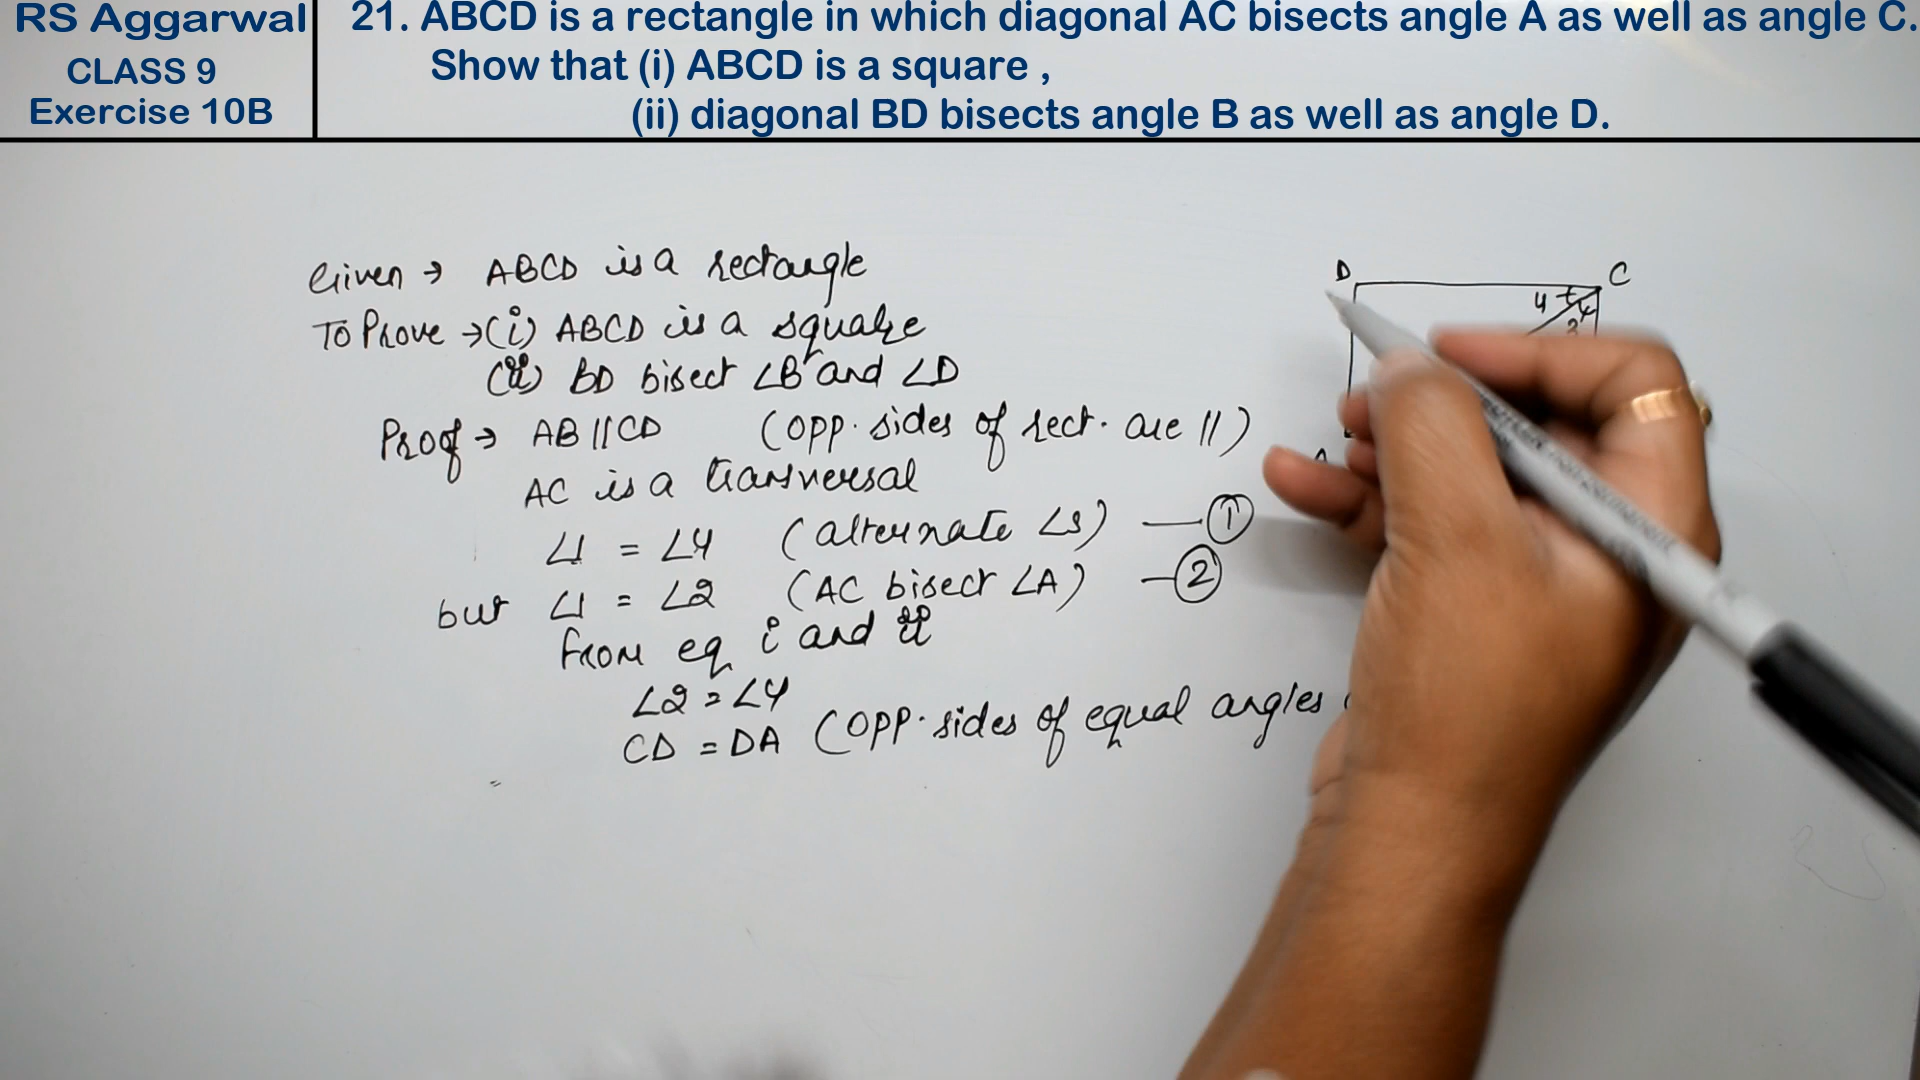 RS Aggarwal
CLASS 9
Exercise 10B
21. ABCD is a rectangle in which diagonal AC bisects angle A as well as angle C.
Show that (i) ABCD is a square ,
(ii) diagonal BD bisects angle B as well as angle D.
Given → ABCD is a rectangle
To Prove →(i) ABCD is a square
(ii) BD bisect ∠B and ∠D
Proof → AB || CD (opp. sides of rect. are ||)
AC is a transversal
∠1 = ∠4 (alternate ∠s) — ①
but ∠1 = ∠2 (AC bisect ∠A) — ②
from eq i and ii
∠2 = ∠4
CD = DA (opp. sides of equal angles
D C
4